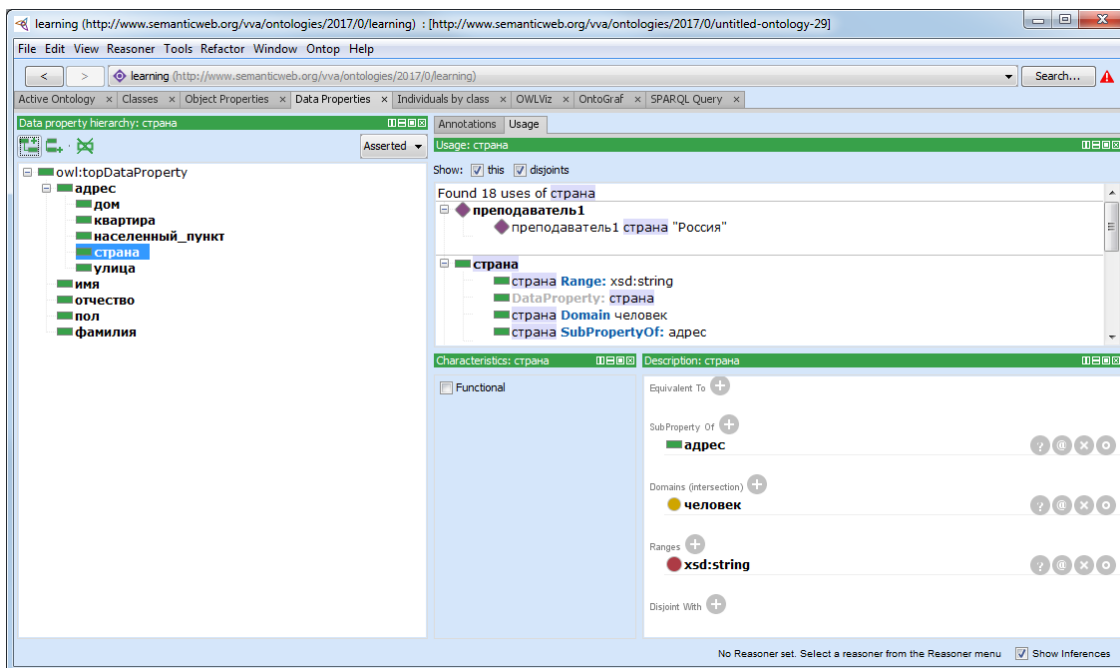 learning (http://www.semanticweb.org/vva/ontologies/2017/0/learning) : [http://www.semanticweb.org/vva/ontologies/2017/0/untitled-ontology-29]
File Edit View Reasoner Tools Refactor Window Ontop Help
< > learning (http://www.semanticweb.org/vva/ontologies/2017/0/learning) Search...
Active Ontology × Classes × Object Properties × Data Properties × Individuals by class × OWLViz × OntoGraf × SPARQL Query ×
Data property hierarchy: страна
Asserted
owl:topDataProperty
адрес
дом
квартира
населенный_пункт
страна
улица
имя
отчество
пол
фамилия
Annotations Usage
Usage: страна
Show: this disjoints
Found 18 uses of страна
преподаватель1
преподаватель1 страна "Россия"
страна
страна Range: xsd:string
DataProperty: страна
страна Domain человек
страна SubPropertyOf: адрес
Characteristics: страна
Functional
Description: страна
Equivalent To
SubProperty Of
адрес
Domains (intersection)
человек
Ranges
xsd:string
Disjoint With
No Reasoner set. Select a reasoner from the Reasoner menu Show Inferences